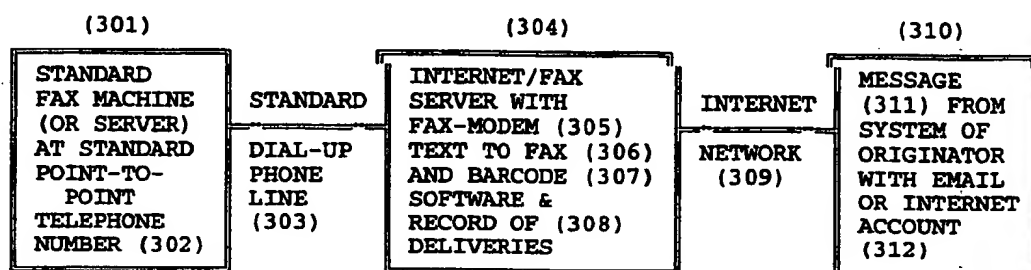 (301)
(304)
(310)
STANDARD
FAX MACHINE
(OR SERVER)
AT STANDARD
POINT-TO-
POINT
TELEPHONE
NUMBER (302)
STANDARD
DIAL-UP
PHONE
LINE
(303)
INTERNET/FAX
SERVER WITH
FAX-MODEM (305)
TEXT TO FAX (306)
AND BARCODE (307)
SOFTWARE &
RECORD OF (308)
DELIVERIES
INTERNET
NETWORK
(309)
MESSAGE
(311) FROM
SYSTEM OF
ORIGINATOR
WITH EMAIL
OR INTERNET
ACCOUNT
(312)